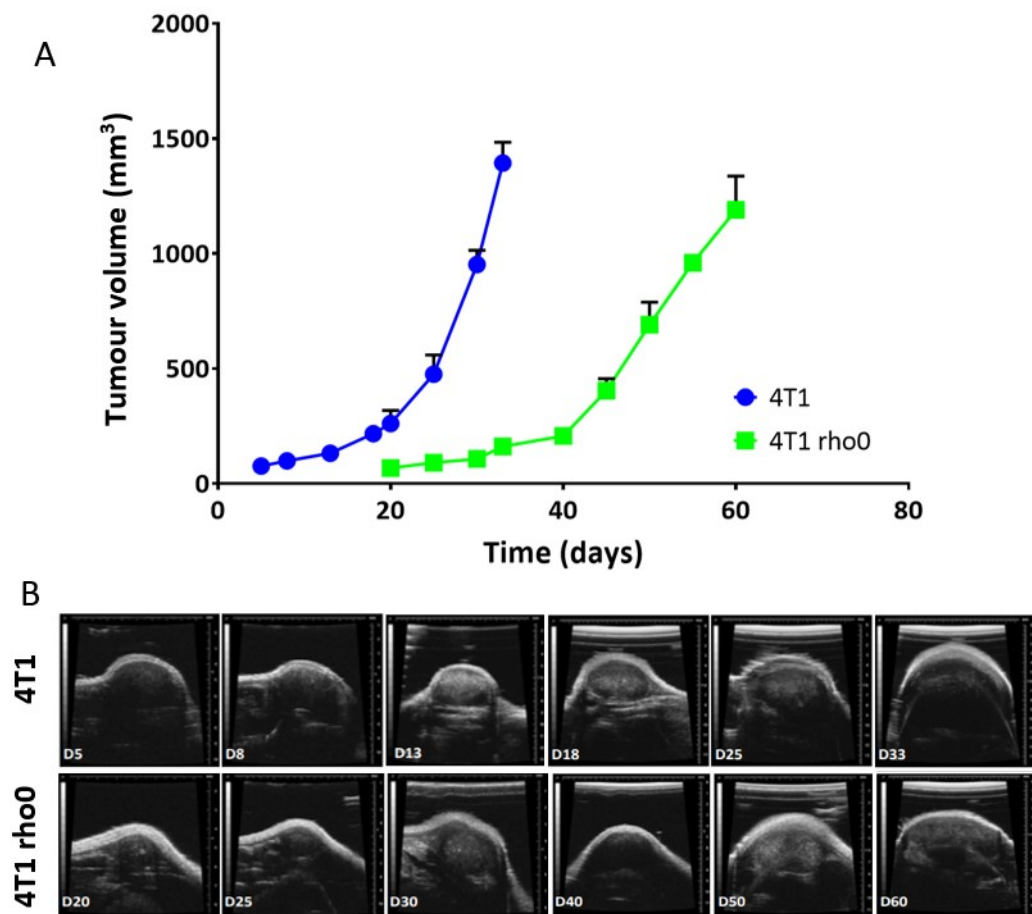 A
2000
1500
1000
500
0
Tumour volume (mm³)
0 20 40 60 80
Time (days)
4T1
4T1 rho0
B
4T1
D5 D8 D13 D18 D25 D33
4T1 rho0
D20 D25 D30 D40 D50 D60